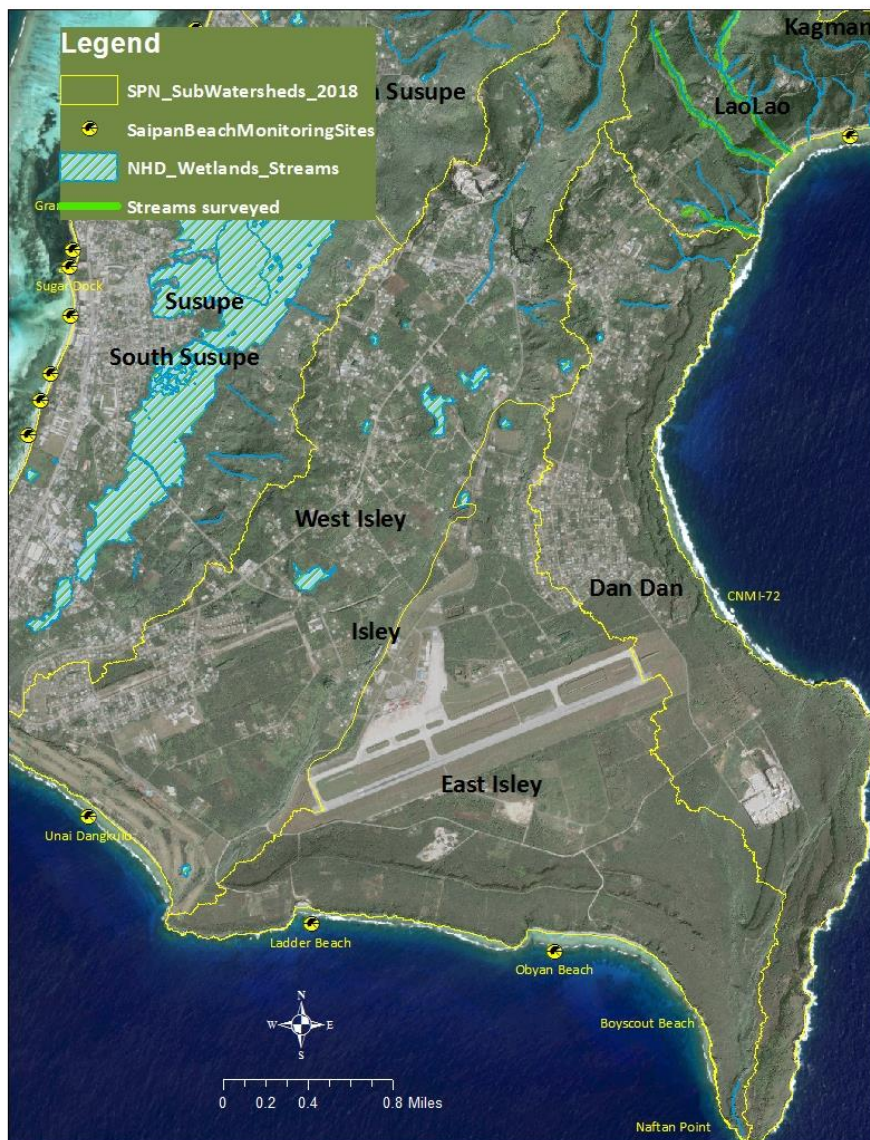 Legend
SPN_SubWatersheds_2018
SaipanBeachMonitoringSites
NHD_Wetlands_Streams
Streams surveyed
Susupe
Kagman
LaoLao
Sugar Dock
Susupe
South Susupe
West Isley
Isley
Dan Dan
CNMI-72
East Isley
Unai Dangkulo
Ladder Beach
Obyan Beach
Boyscout Beach
Naftan Point
N
W
E
S
0 0.2 0.4 0.8 Miles